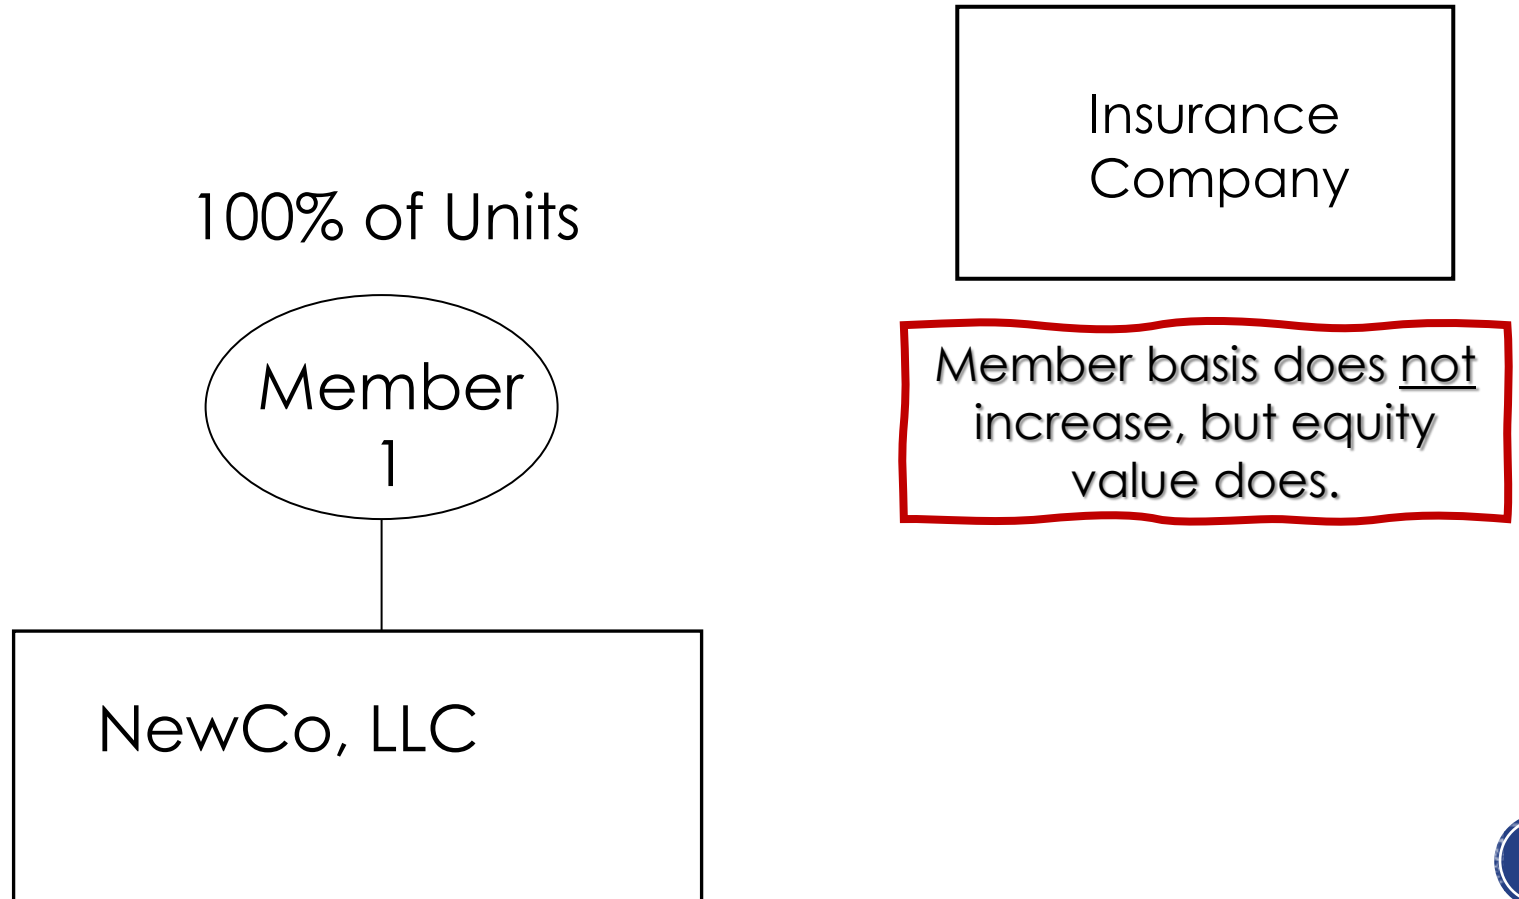 Insurance
Company
100% of Units
Member
1
Member basis does not
increase, but equity
value does.
NewCo, LLC